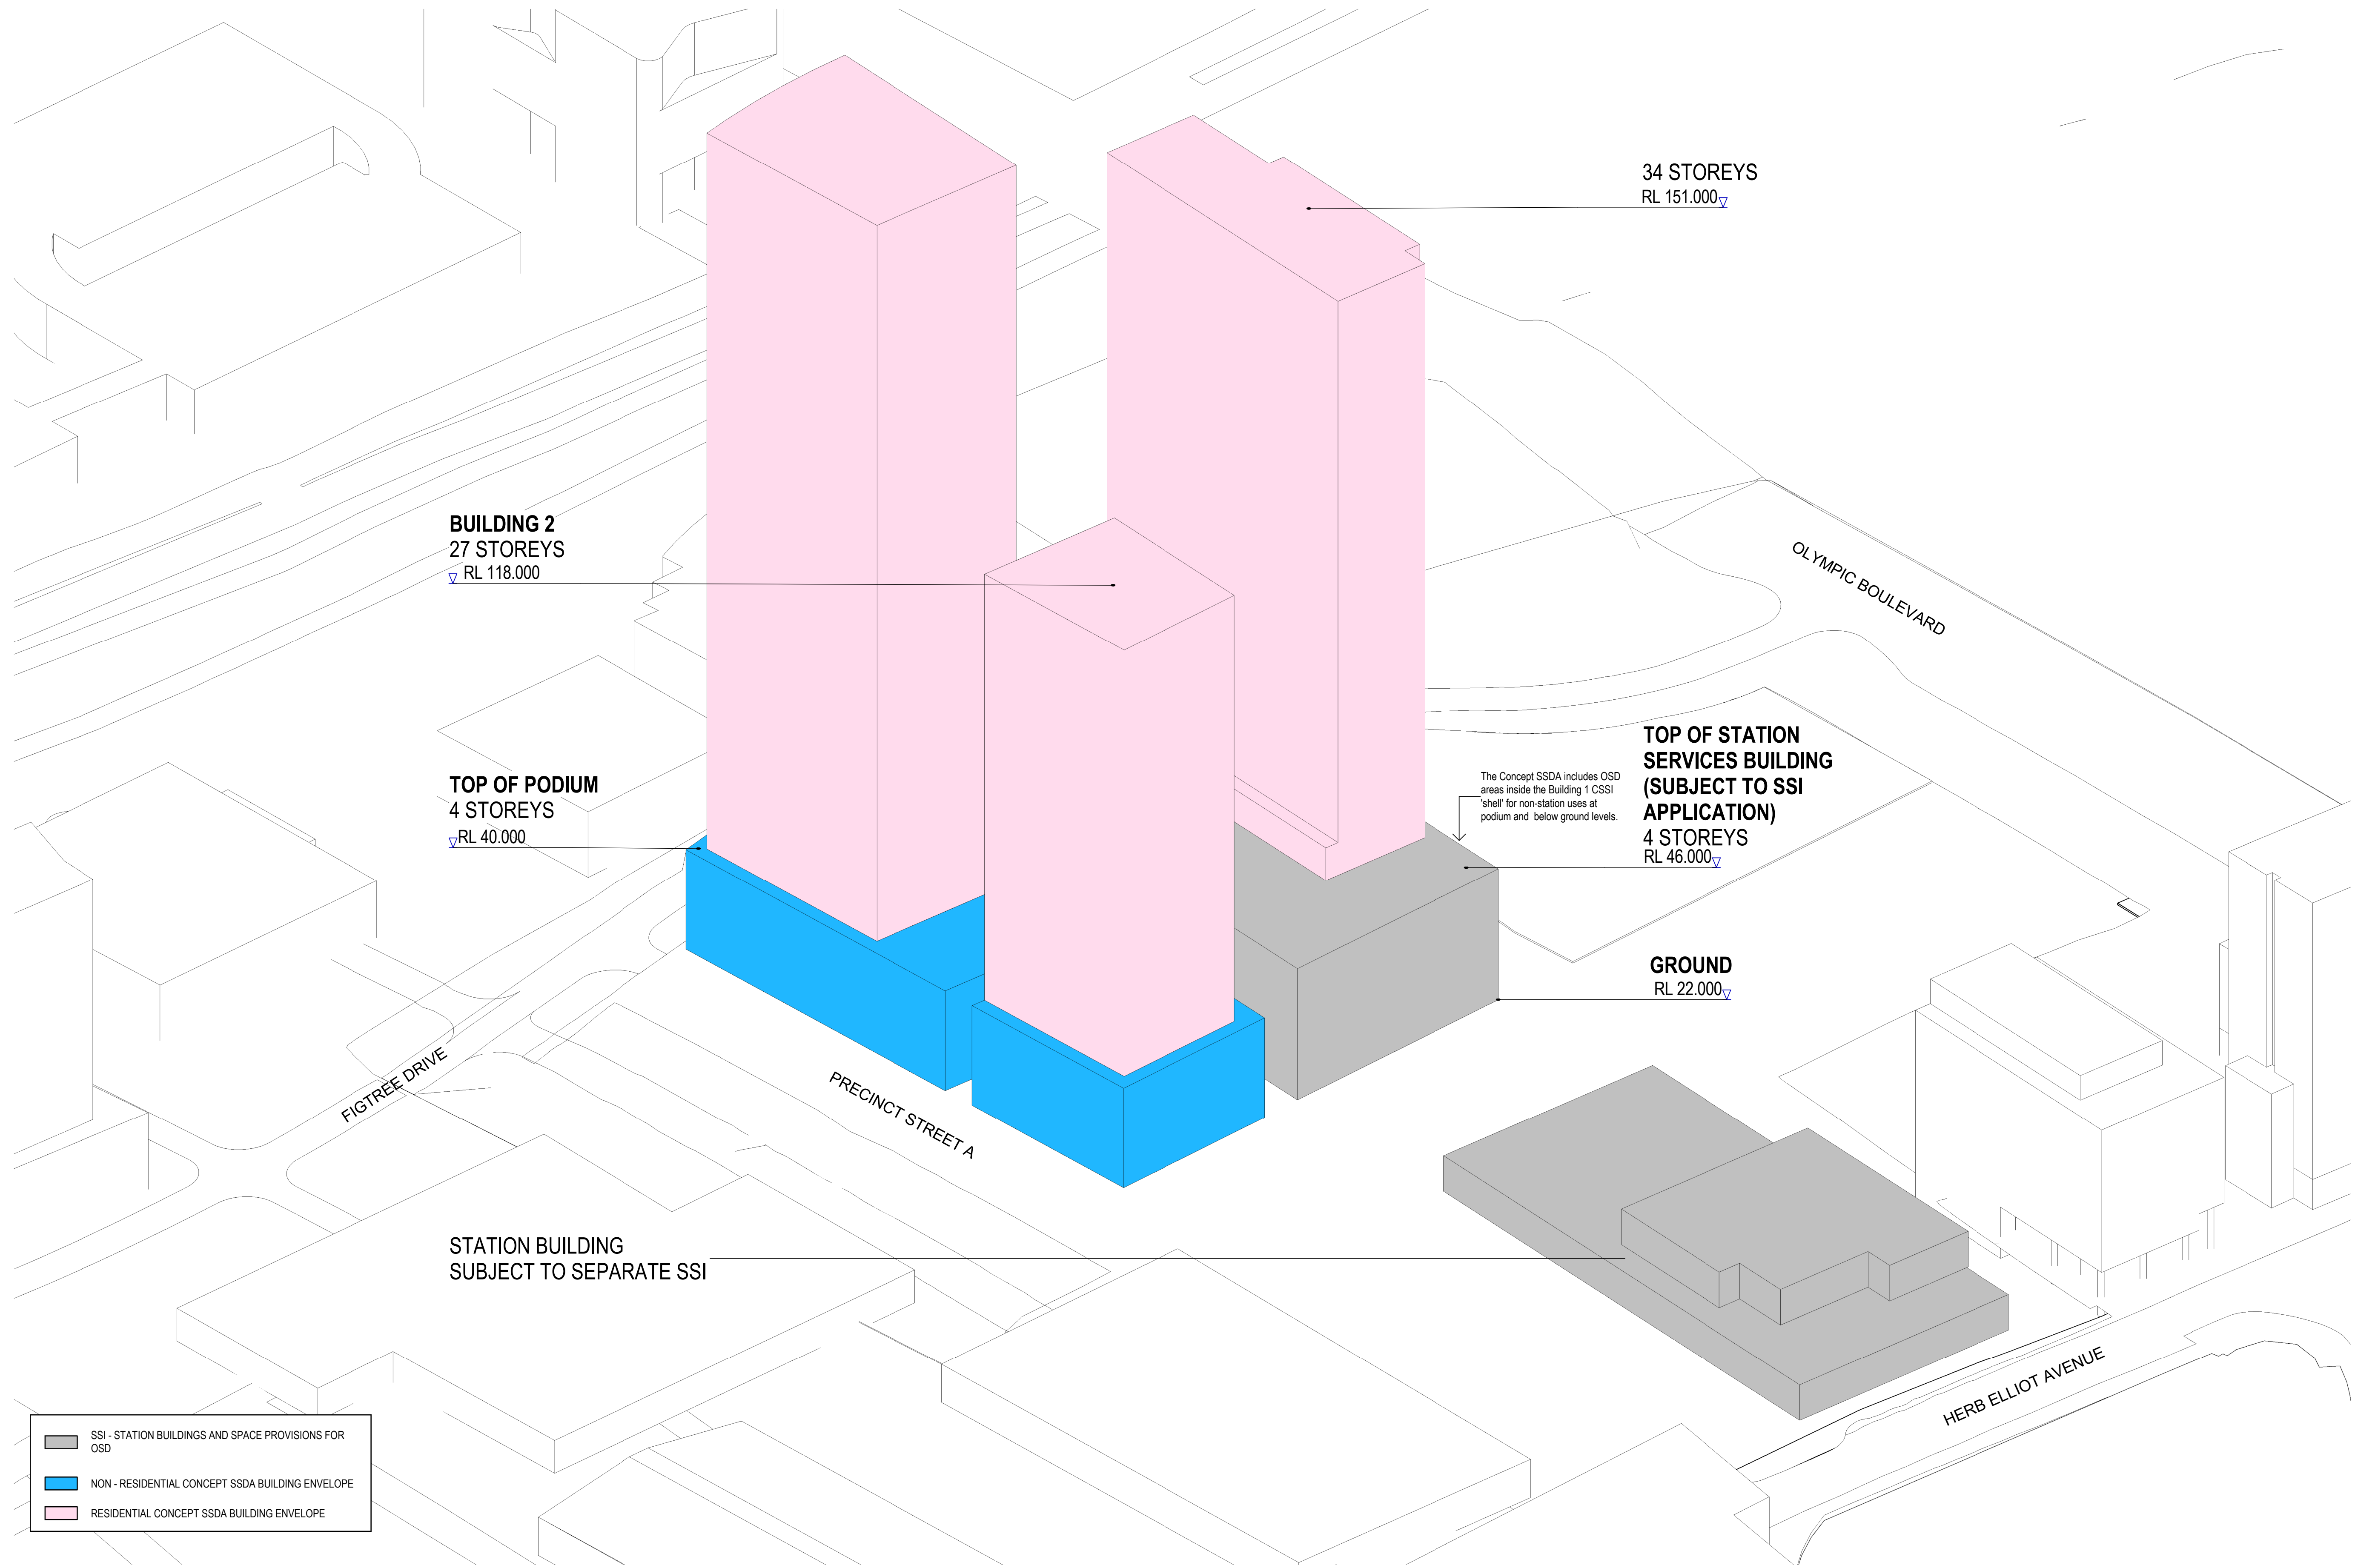 34 STOREYS
RL 151.000
BUILDING 2
27 STOREYS
RL 118.000
OLYMPIC BOULEVARD
TOP OF PODIUM
4 STOREYS
RL 40.000
The Concept SSDA includes OSD
areas inside the Building 1 CSSI
'shell' for non-station uses at
podium and below ground levels.
TOP OF STATION
SERVICES BUILDING
(SUBJECT TO SSI
APPLICATION)
4 STOREYS
RL 46.000
GROUND
RL 22.000
FIGTREE DRIVE
PRECINCT STREET A
STATION BUILDING
SUBJECT TO SEPARATE SSI
HERB ELLIOT AVENUE
SSI - STATION BUILDINGS AND SPACE PROVISIONS FOR
OSD
NON - RESIDENTIAL CONCEPT SSDA BUILDING ENVELOPE
RESIDENTIAL CONCEPT SSDA BUILDING ENVELOPE